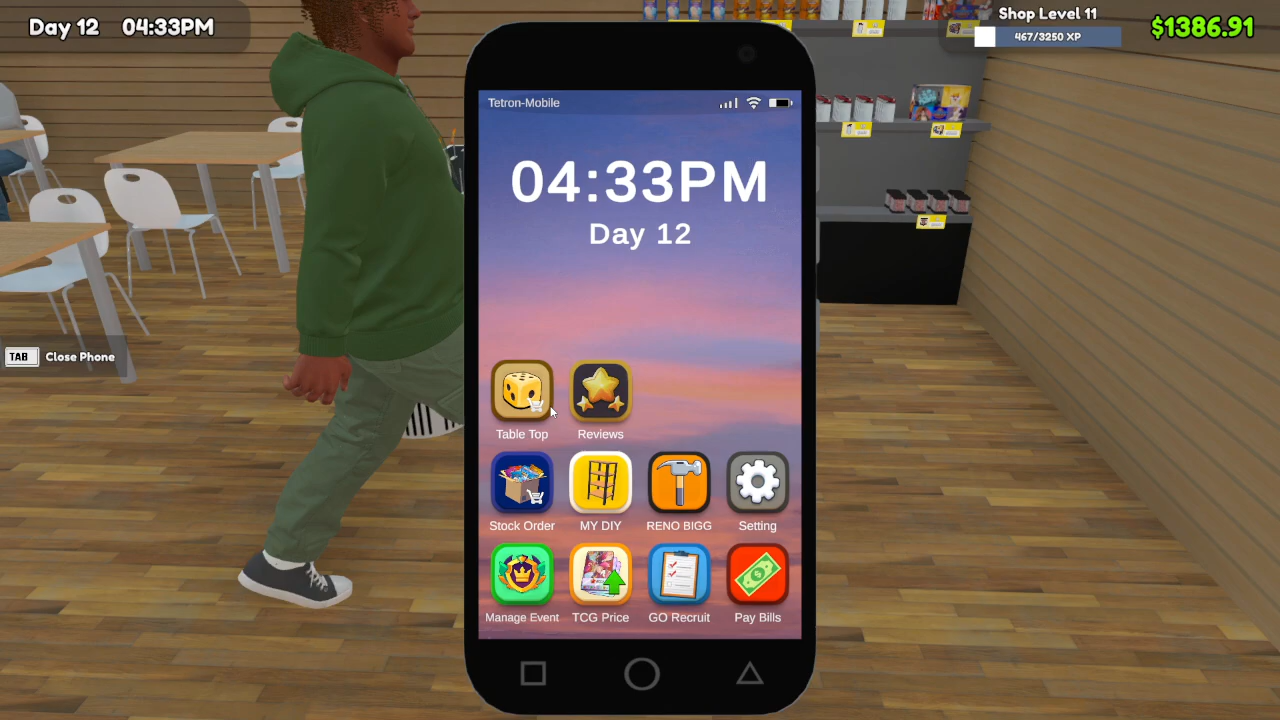 Day 12 04:33PM
Shop Level 11
467/3250 XP
$1386.91
Tetron-Mobile
04:33PM
Day 12
TAB Close Phone
Table Top Reviews
Stock Order MY DIY RENO BIGG Setting
Manage Event TCG Price GO Recruit Pay Bills